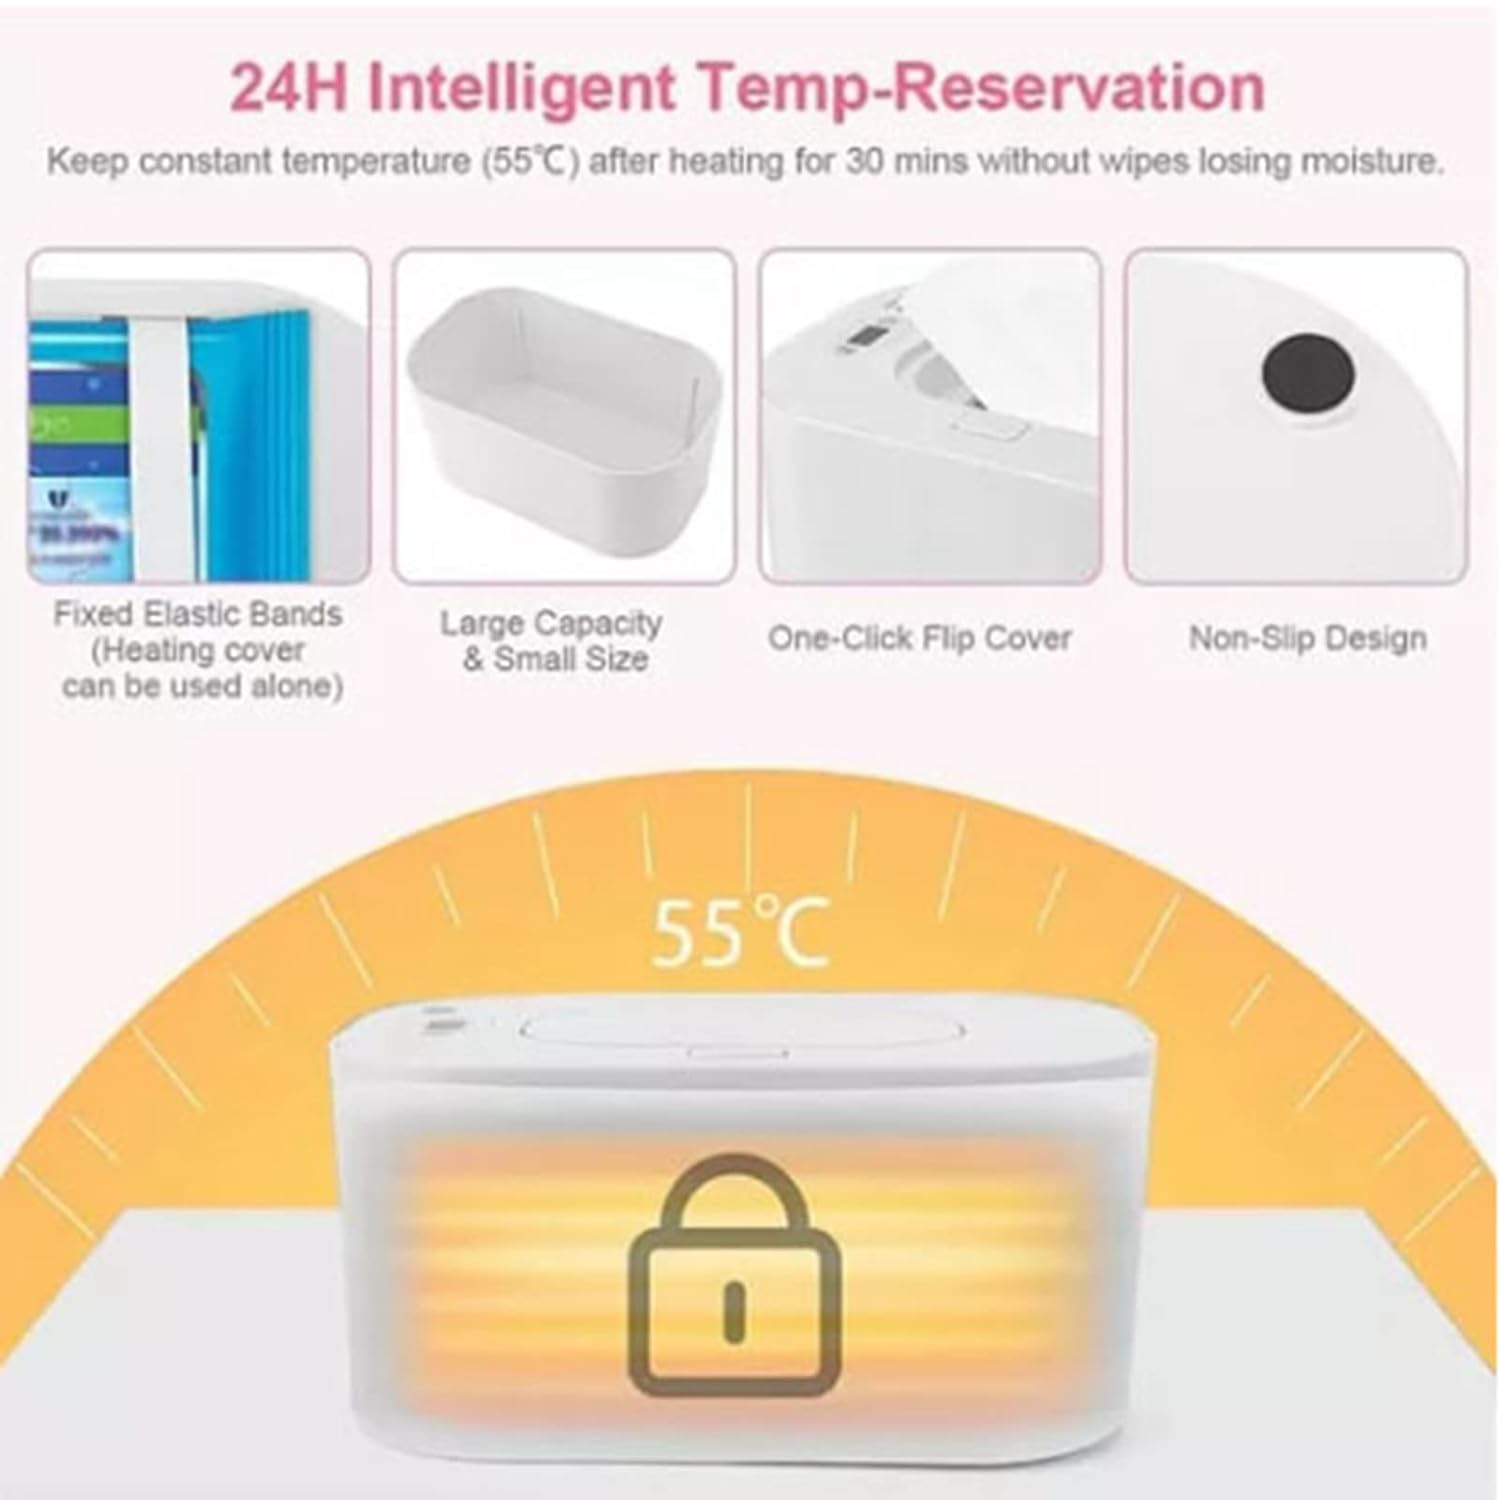 24H Intelligent Temp-Reservation
Keep constant temperature (55℃) after heating for 30 mins without wipes losing moisture.
Fixed Elastic Bands
(Heating cover
can be used alone)
Large Capacity
& Small Size
One-Click Flip Cover
Non-Slip Design
55℃